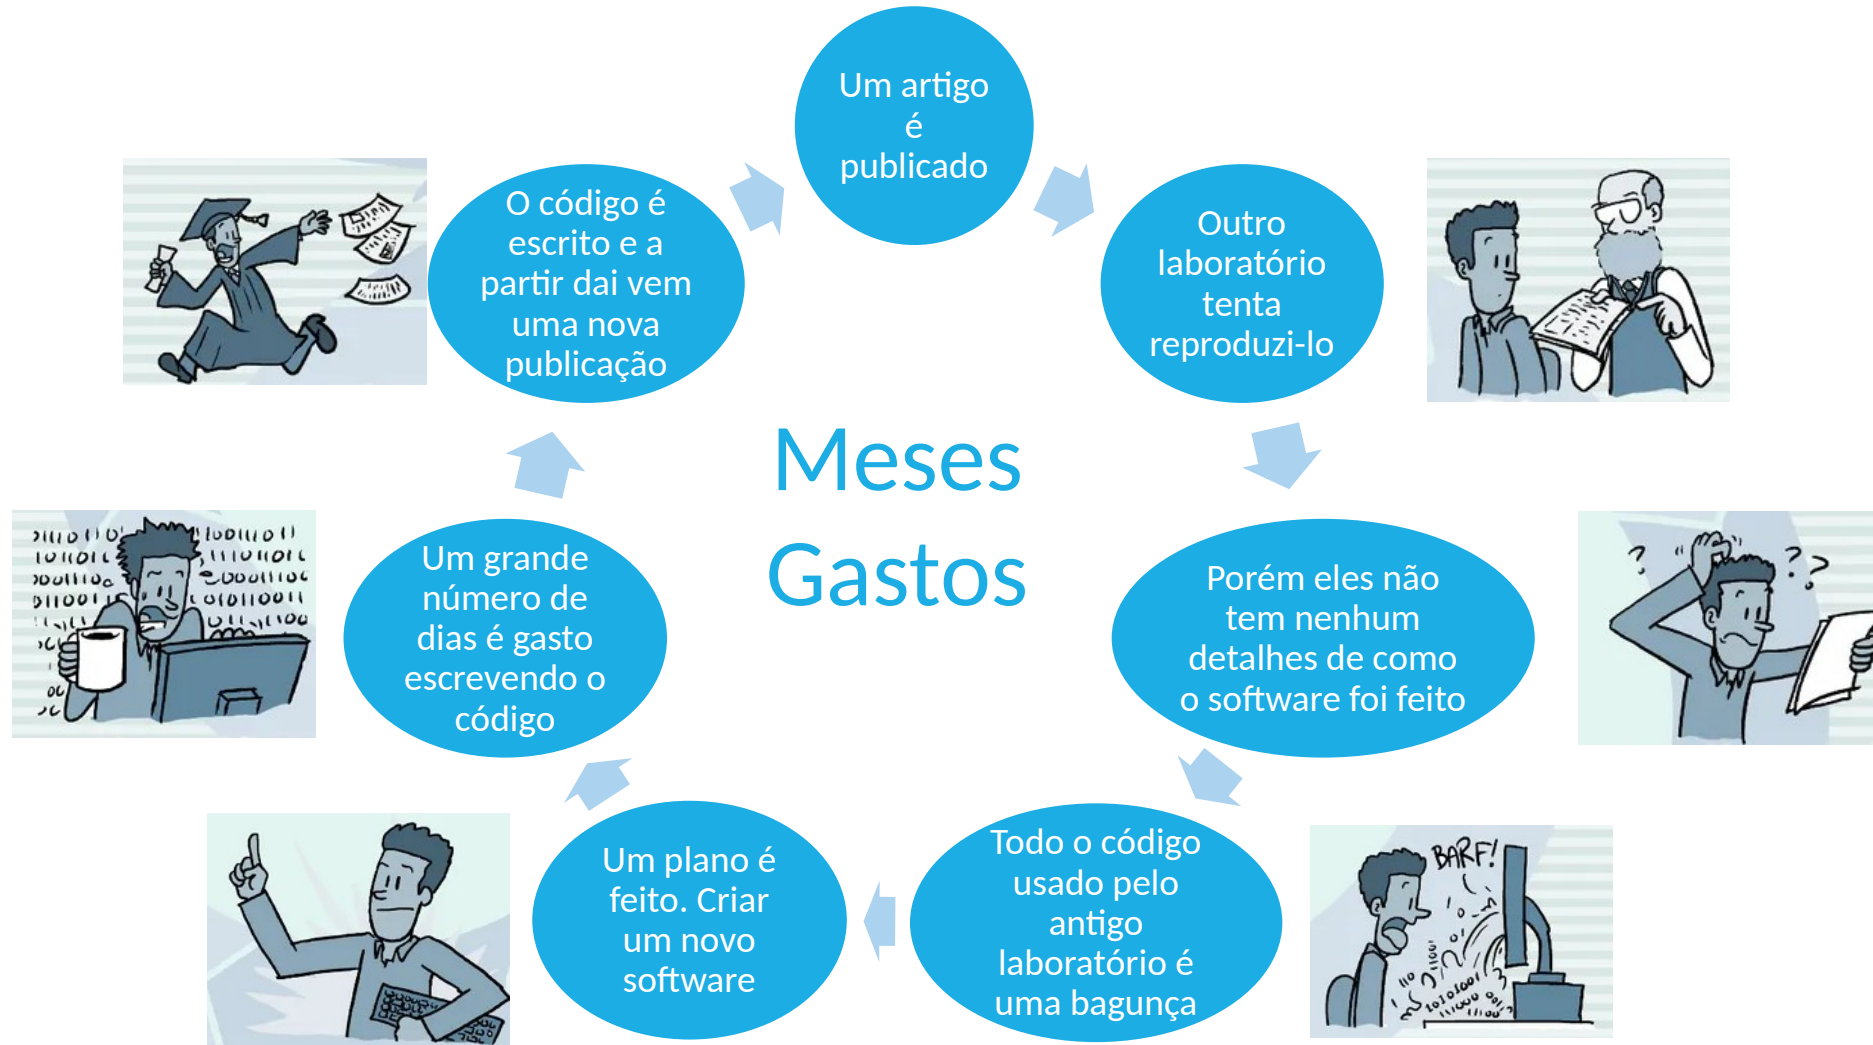 Um artigo
é
publicado
Outro
laboratório
tenta
reproduzi-lo
Porém eles não
tem nenhum
detalhes de como
o software foi feito
Todo o código
usado pelo
antigo
laboratório é
uma bagunça
Um plano é
feito. Criar
um novo
software
Um grande
número de
dias é gasto
escrevendo o
código
O código é
escrito e a
partir dai vem
uma nova
publicação
Meses
Gastos
BARF!